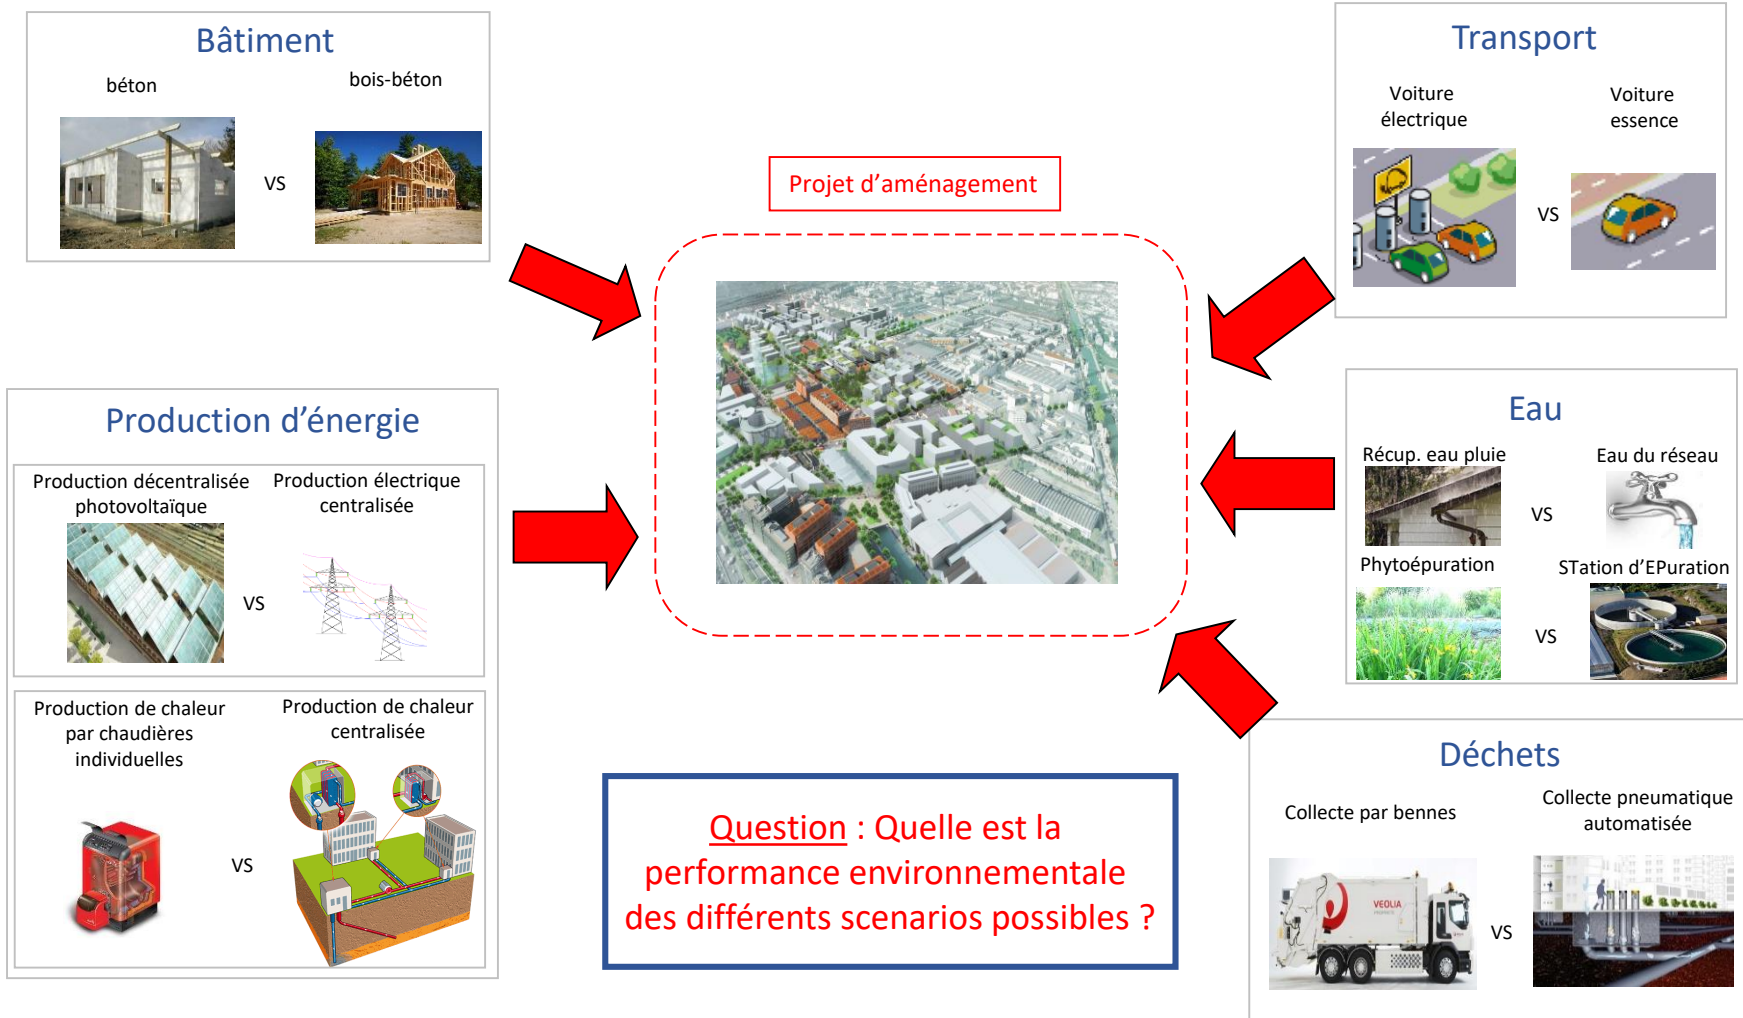 Bâtiment
béton
bois-béton
VS
Production d’énergie
Production décentralisée
photovoltaïque
Production électrique
centralisée
VS
Production de chaleur
par chaudières
individuelles
Production de chaleur
centralisée
VS
Projet d’aménagement
Question : Quelle est la
performance environnementale
des différents scenarios possibles ?
Transport
Voiture
électrique
Voiture
essence
VS
Eau
Récup. eau pluie
Eau du réseau
VS
Phytoépuration
STation d’EPuration
VS
Déchets
Collecte par bennes
Collecte pneumatique
automatisée
VEOLIA
VS